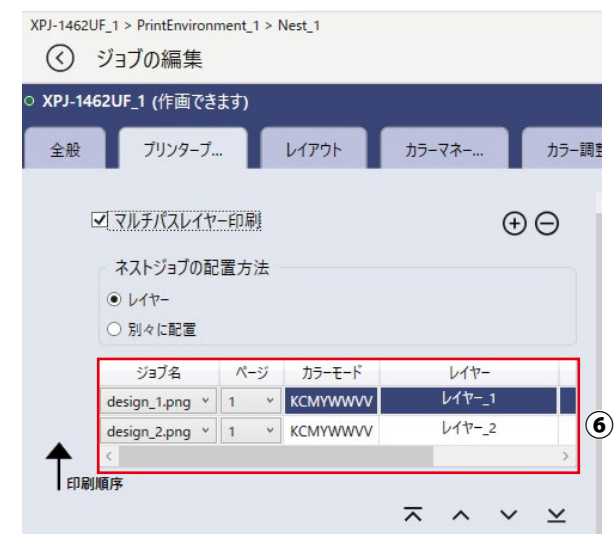 XPJ-1462UF_1 > PrintEnvironment_1 > Nest_1
ジョブの編集
XPJ-1462UF_1 (作画できます)
全般 プリンタープ... レイアウト カラーマネー... カラー調整
マルチパスレイヤー印刷
ネストジョブの配置方法
レイヤー
別々に配置
ジョブ名 ページ カラーモード レイヤー
design_1.png 1 KCMYWWVV レイヤー_1
design_2.png 1 KCMYWWVV レイヤー_2
⑥
印刷順序